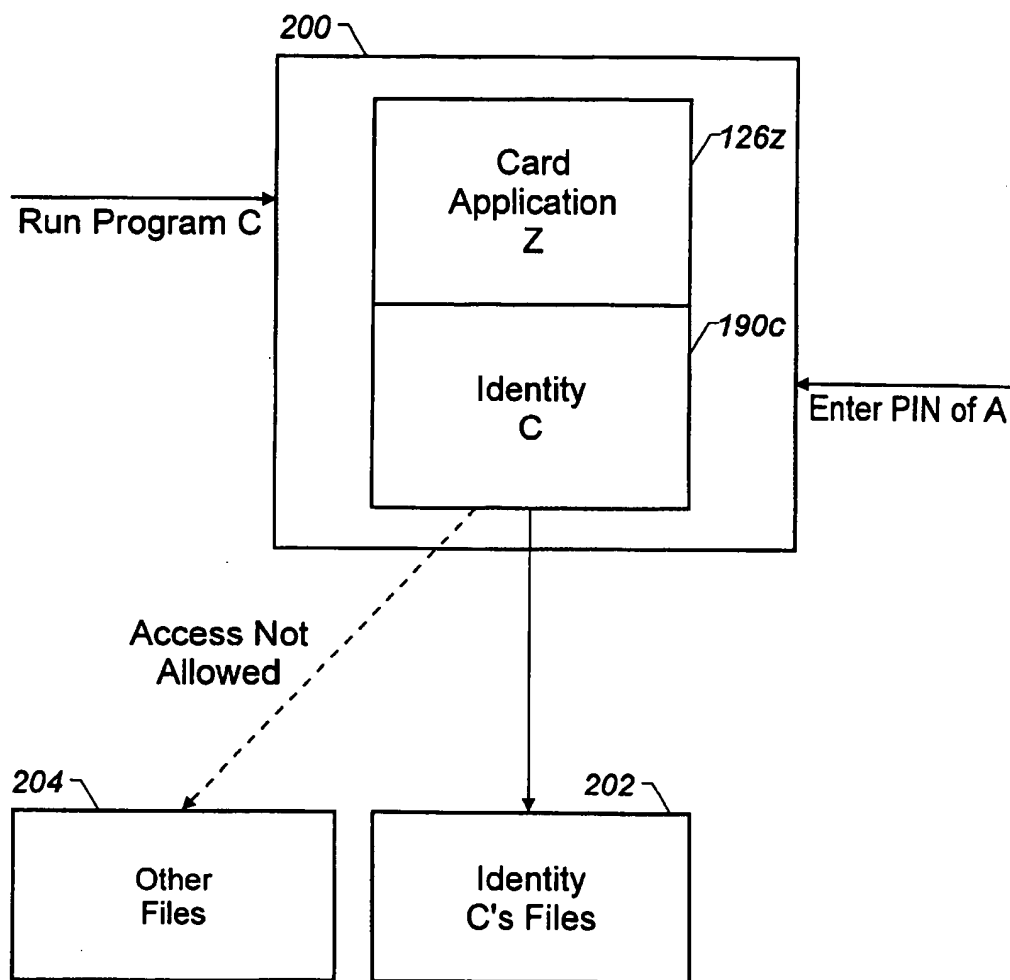 200
Card
Application
Z
126z
Run Program C
190c
Identity
C
Enter PIN of A
Access Not
Allowed
204
202
Other
Files
Identity
C's Files